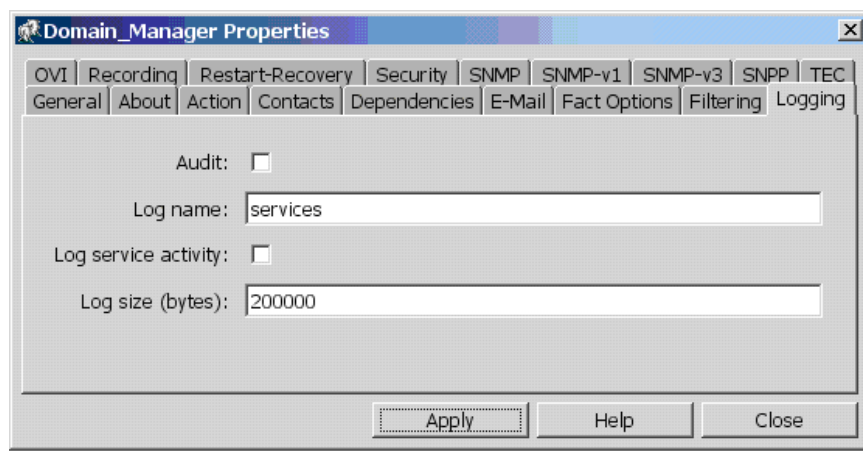 Domain_Manager Properties
OVI Recording Restart-Recovery Security SNMP SNMP-v1 SNMP-v3 SNPP TEC
General About Action Contacts Dependencies E-Mail Fact Options Filtering Logging
Audit:
Log name: services
Log service activity:
Log size (bytes): 200000
Apply Help Close